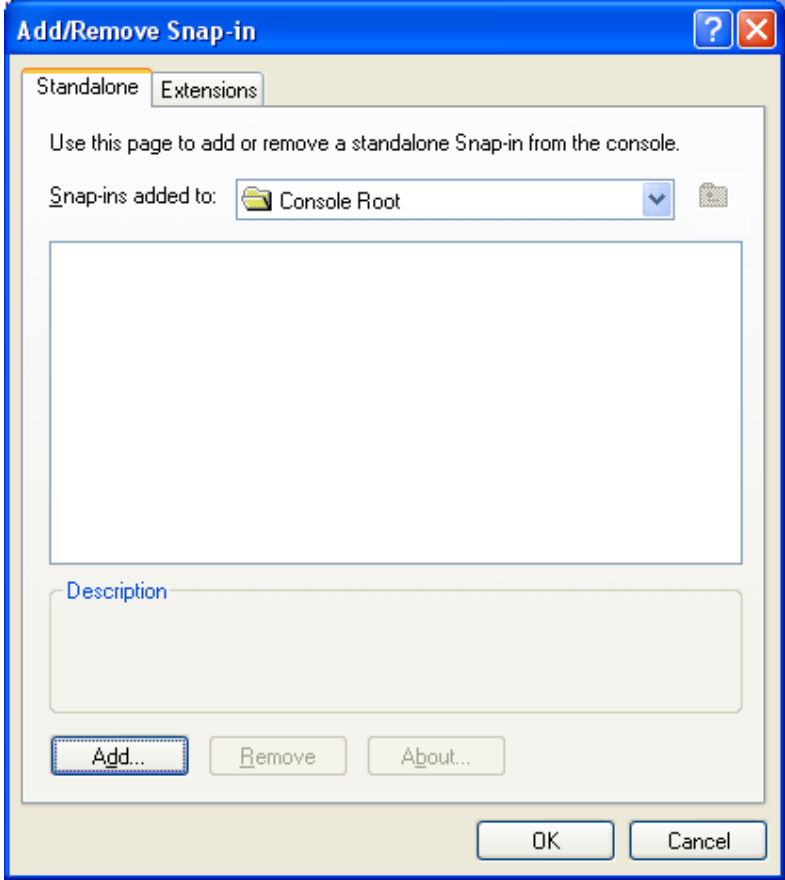 Add/Remove Snap-in
Standalone
Extensions
Use this page to add or remove a standalone Snap-in from the console.
Snap-ins added to:
Console Root
Description
Add...
Remove
About...
OK
Cancel